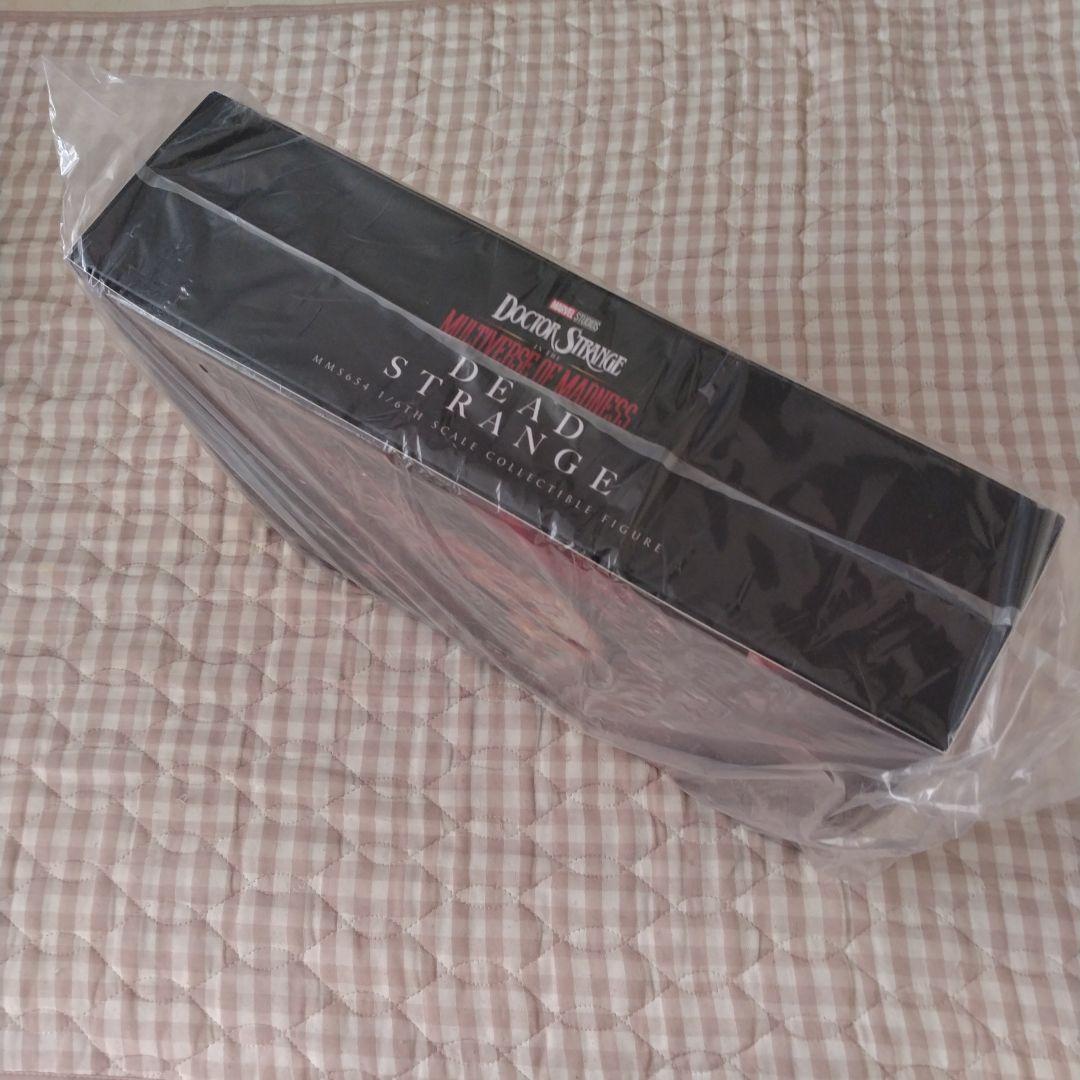 MARVEL STUDIOS
DOCTOR STRANGE
IN THE
MULTIVERSE OF MADNESS
DEAD
STRANGE
MMS654 1/6TH SCALE COLLECTIBLE FIGURE